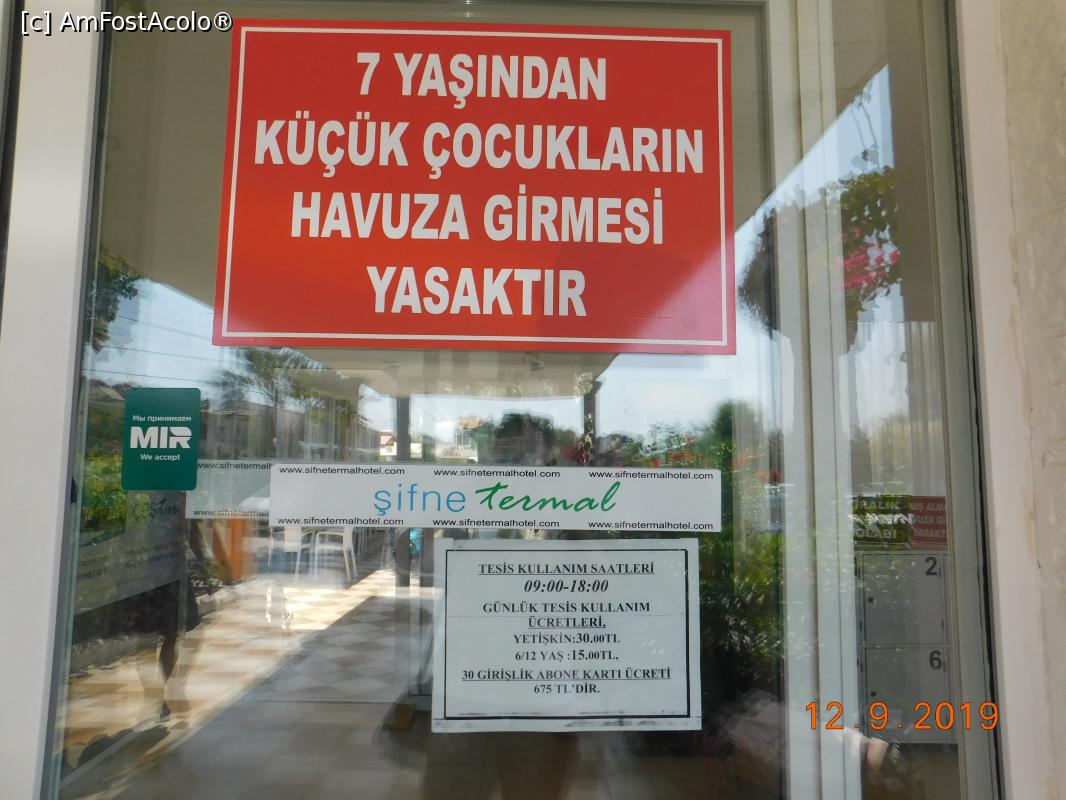 [c] AmFostAcolo®
7 YAŞINDAN
KÜÇÜK ÇOCUKLARIN
HAVUZA GİRMESİ
YASAKTIR
Мы принимаем
MIR
We accept
www.sifnetermalhotel.com www.sifnetermalhotel.com www.sifnetermalhotel.com
şifne termal
www.sifnetermalhotel.com www.sifnetermalhotel.com www.sifnetermalhotel.com
TESİS KULLANIM SAATLERİ
09:00-18:00
GÜNLÜK TESİS KULLANIM
ÜCRETLERİ,
YETİŞKİN:30.00TL
6/12 YAŞ :15.00TL,
30 GİRİŞLİK ABONE KARTI ÜCRETİ
675 TL'DİR.
2
6
12.9.2019